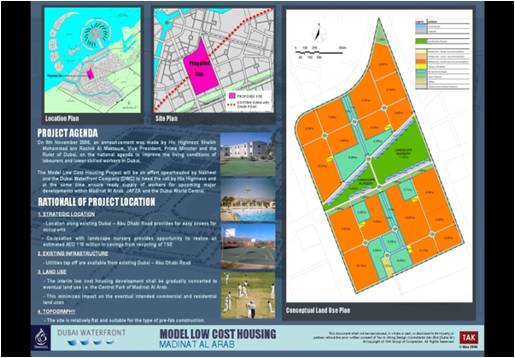 Proposed
Site
PROPOSED SITE
Location Plan
Site Plan
PROJECT AGENDA
On 8th November 2005, an announcement was made by His Highness Sheikh
Mohammed bin Rashid Al Maktoum, Vice President, Prime Minister and the
Ruler of Dubai, on the national agenda to improve the living conditions of
labourers and lower-skilled workers in Dubai.
The Model Low Cost Housing Project will be an effort spearheaded by Nakheel
and the Dubai Waterfront Company (DWC) to heed the call by His Highness and
at the same time ensure ready supply of workers for upcoming major
developments within Madinat Al Arab, JAFZA and the Dubai World Central.
RATIONALE OF PROJECT LOCATION
1. STRATEGIC LOCATION
- Location along existing Dubai - Abu Dhabi Road provides for easy access for
occupants
- Co-location with landscape nursery provides opportunity to realise an
estimated AED 116 million in savings from recycling of TSE
2. EXISTING INFRASTRUCTURE
- Utilities tap off are available from existing Dubai - Abu Dhabi Road
3. LAND USE
- The interim low cost housing development shall be gradually converted to
eventual land use i.e. the Central Park of Madinat Al Arab.
- This minimizes impact on the eventual intended commercial and residential
land uses
4. TOPOGRAPHY
- The site is relatively flat and suitable for the type of pre-fab construction.
LANDSCAPE
NURSERY
LANDSCAPE
NURSERY
Conceptual Land Use Plan
DUBAI WATERFRONT
MODEL LOW COST HOUSING
MADINAT AL ARAB
TAK